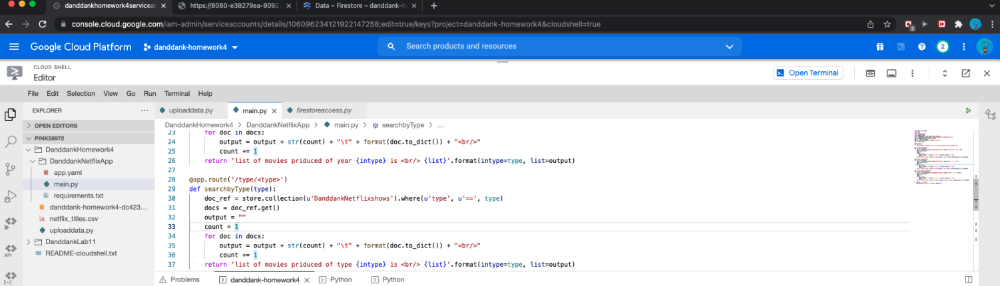 danddankhomework4serviceac
https://8080-e38279ea-9092-
Data – Firestore – danddank-h
console.cloud.google.com/iam-admin/serviceaccounts/details/106096234121922147258;edit=true/keys?project=danddank-homework4&cloudshell=true
3
Google Cloud Platform
danddank-homework4
Search products and resources
2
CLOUD SHELL
Editor
Open Terminal
File Edit Selection View Go Run Terminal Help
EXPLORER
OPEN EDITORS
PINK58972
DanddankHomework4
DanddankNetflixApp
app.yaml
main.py
requirements.txt
danddank-homework4-dc423...
netflix_titles.csv
uploaddata.py
DanddankLab11
README-cloudshell.txt
API
uploaddata.py main.py firestoreaccess.py
DanddankHomework4 > DanddankNetflixApp > main.py > searchbyType > ...
23 for doc in docs:
24 output = output + str(count) + "\t" + format(doc.to_dict()) + "<br/>"
25 count += 1
26 return 'list of movies priduced of year {intype} is <br/> {list}'.format(intype=type, list=output)
27
28 @app.route('/type/<type>')
29 def searchbyType(type):
30 doc_ref = store.collection(u'DanddankNetflixshows').where(u'type', u'==', type)
31 docs = doc_ref.get()
32 output = ""
33 count = 1
34 for doc in docs:
35 output = output + str(count) + "\t" + format(doc.to_dict()) + "<br/>"
36 count += 1
37 return 'list of movies priduced of type {intype} is <br/> {list}'.format(intype=type, list=output)
Problems danddank-homework4 Python Python